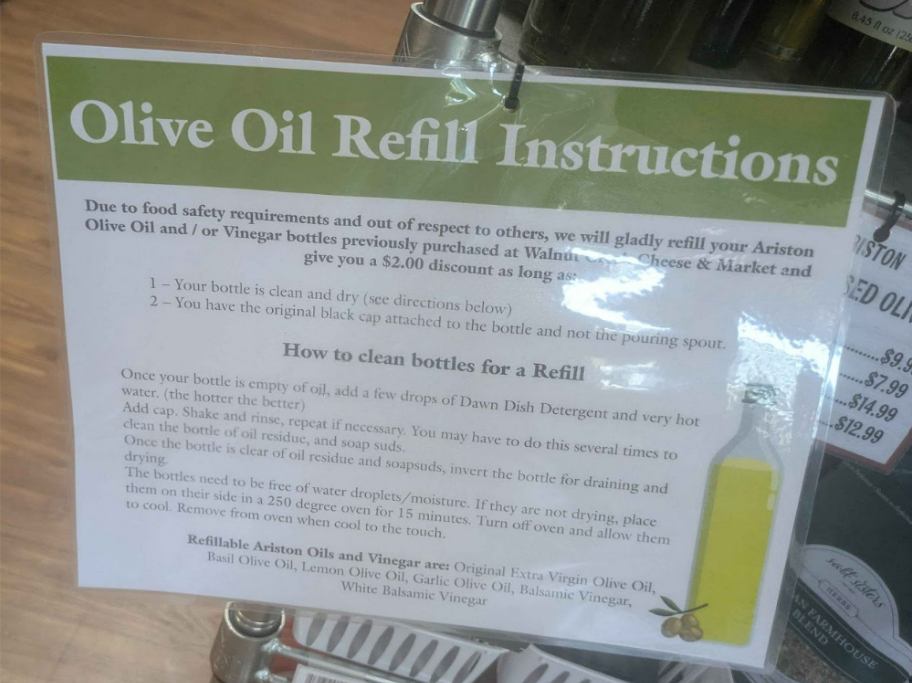 Olive Oil Refill Instructions
Due to food safety requirements and out of respect to others, we will gladly refill your Ariston
Olive Oil and / or Vinegar bottles previously purchased at Walnut Cheese & Market and
give you a $2.00 discount as long as:
1 – Your bottle is clean and dry (see directions below)
2 – You have the original black cap attached to the bottle and not the pouring spout.
How to clean bottles for a Refill
Once your bottle is empty of oil, add a few drops of Dawn Dish Detergent and very hot
water. (the hotter the better)
Add cap. Shake and rinse, repeat if necessary. You may have to do this several times to
clean the bottle of oil residue, and soap suds.
Once the bottle is clear of oil residue and soapsuds, invert the bottle for draining and
drying.
The bottles need to be free of water droplets/moisture. If they are not drying, place
them on their side in a 250 degree oven for 15 minutes. Turn off oven and allow them
to cool. Remove from oven when cool to the touch.
Refillable Ariston Oils and Vinegar are: Original Extra Virgin Olive Oil,
Basil Olive Oil, Lemon Olive Oil, Garlic Olive Oil, Balsamic Vinegar,
White Balsamic Vinegar
8.45 fl oz
$7.99
$14.99
$12.99
salt sisters
HERBS
FARMHOUSE
BLEND